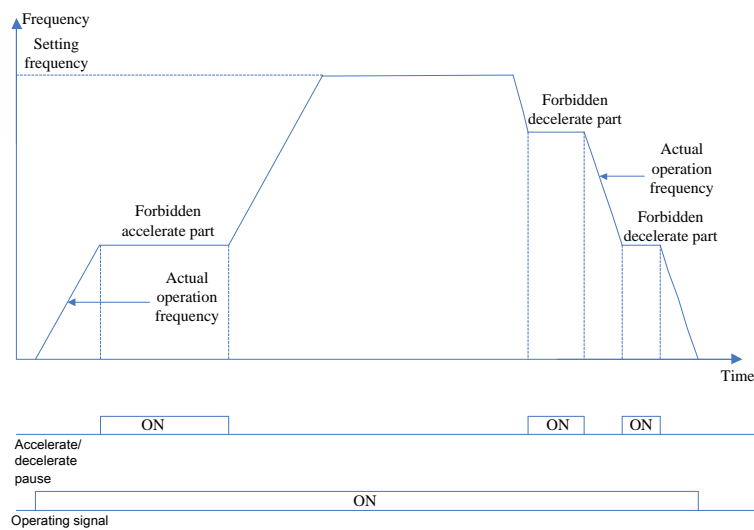 Frequency
Setting
frequency
Forbidden
decelerate part
Actual
operation
frequency
Forbidden
accelerate part
Forbidden
decelerate part
Actual
operation
frequency
Time
ON
ON
ON
Accelerate/
decelerate
pause
ON
Operating signal